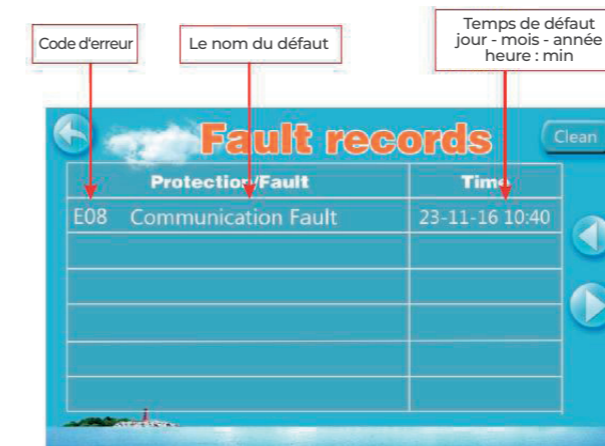 Code d'erreur
Le nom du défaut
Temps de défaut
jour - mois - année
heure : min
Fault records
Clean
Protection/Fault
Time
E08 Communication Fault 23-11-16 10:40